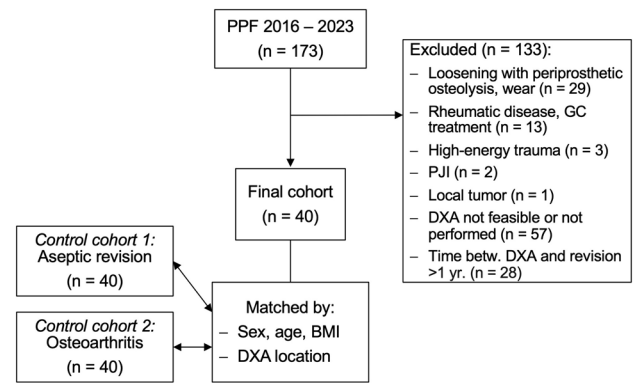 PPF 2016 – 2023
(n = 173)
Excluded (n = 133):
– Loosening with periprosthetic
osteolysis, wear (n = 29)
– Rheumatic disease, GC
treatment (n = 13)
– High-energy trauma (n = 3)
– PJI (n = 2)
– Local tumor (n = 1)
– DXA not feasible or not
performed (n = 57)
– Time betw. DXA and revision
>1 yr. (n = 28)
Final cohort
(n = 40)
Control cohort 1:
Aseptic revision
(n = 40)
Control cohort 2:
Osteoarthritis
(n = 40)
Matched by:
– Sex, age, BMI
– DXA location